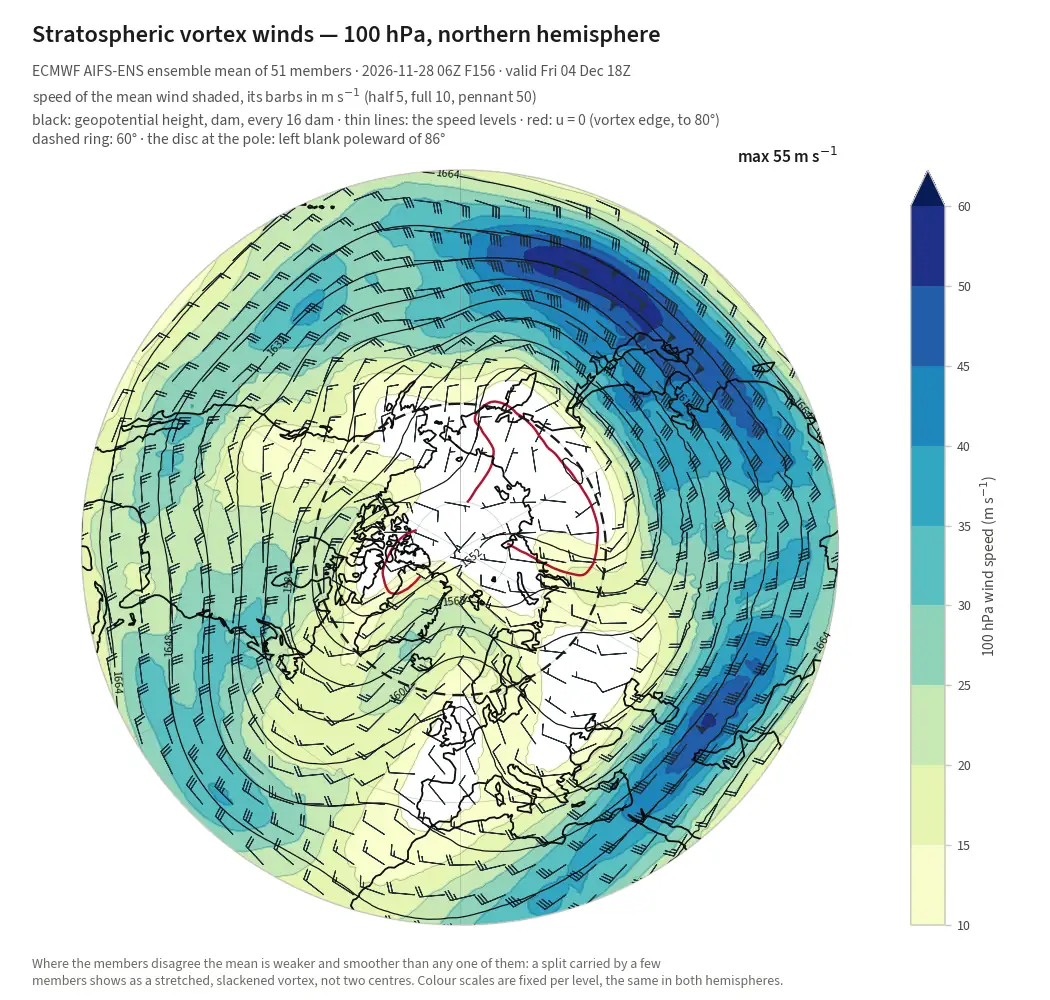 Stratospheric vortex winds — 100 hPa, northern hemisphere
ECMWF AIFS-ENS ensemble mean of 51 members · 2026-11-28 06Z F156 · valid Fri 04 Dec 18Z
speed of the mean wind shaded, its barbs in m s⁻¹ (half 5, full 10, pennant 50)
black: geopotential height, dam, every 16 dam · thin lines: the speed levels · red: u = 0 (vortex edge, to 80°)
dashed ring: 60° · the disc at the pole: left blank poleward of 86°
max 55 m s⁻¹
1664
60
50
45
40
35
30
25
20
15
10
100 hPa wind speed (m s⁻¹)
1552
1600
1648
1664
1664
Where the members disagree the mean is weaker and smoother than any one of them: a split carried by a few
members shows as a stretched, slackened vortex, not two centres. Colour scales are fixed per level, the same in both hemispheres.